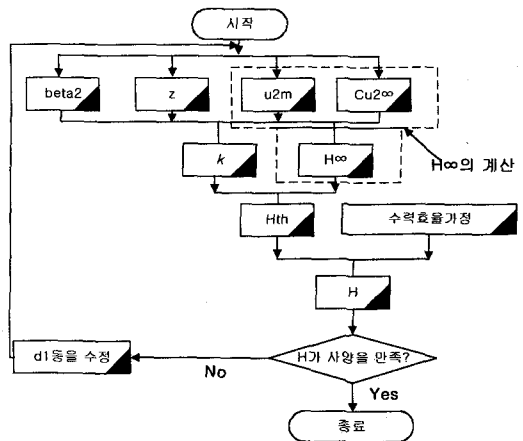 시작
beta2
z
u2m
Cu2∞
k
H∞
H∞의 계산
Hth
수력효율가정
H
d1등을 수정
H가 사양을 만족?
No
Yes
종료